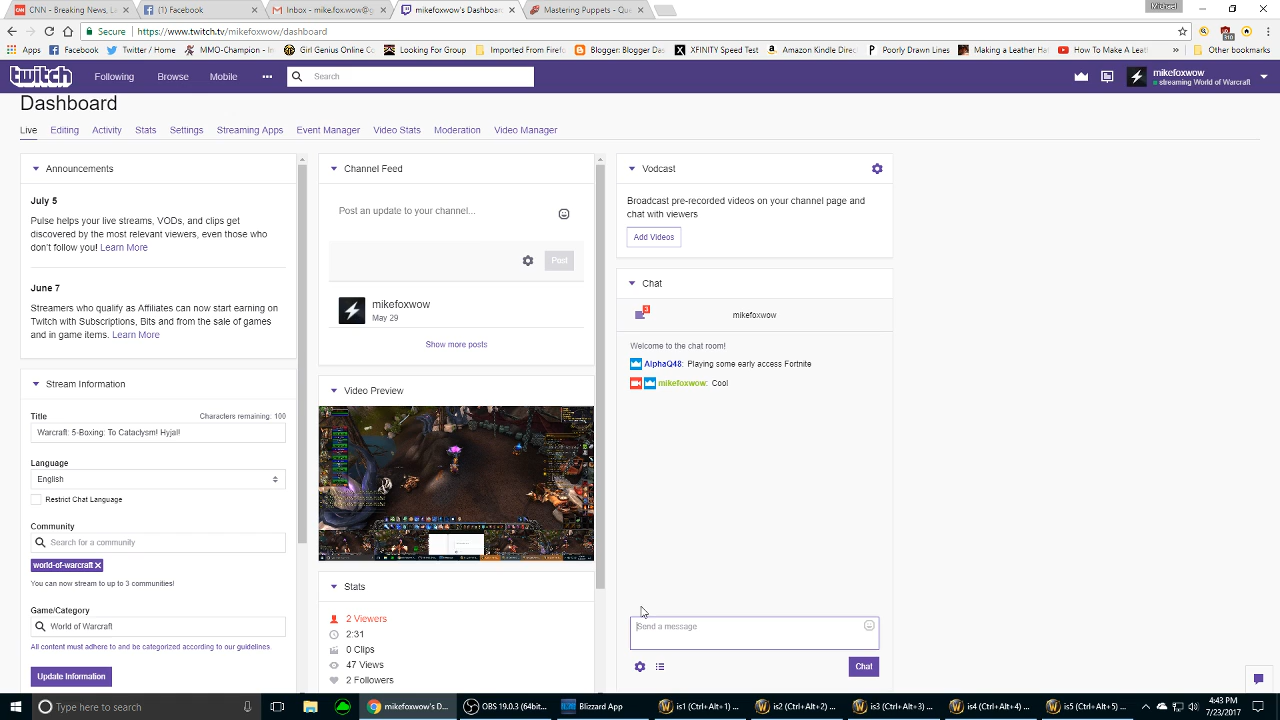 CNN - Breaking News, L
(1) Facebook
Inbox - mike.fox.wow@g
mikefoxwow's Dashboard
Mastering Puppets - Que
Michael
Secure
https://www.twitch.tv/mikefoxwow/dashboard
310
Apps
Facebook
Twitter / Home
MMO-Champion - W
Girl Genius Online Co
Looking Group
Imported From Firefo
Blogger: Blogger Das
XFINITY Speed Test
Amazon Kindle Direc
Poorly Drawn Lines
Making a Leather Har
How To Make A Leat
»
Other bookmarks
twitch
Following
Browse
Mobile
Search
mikefoxwow
streaming World of Warcraft
Dashboard
Live
Editing
Activity
Stats
Settings
Streaming Apps
Event Manager
Video Stats
Moderation
Video Manager
Announcements
July 5
Pulse helps your live streams, VODs, and clips get
discovered by the most relevant viewers, even those who
don't follow you! Learn More
June 7
Streamers who qualify as Affiliates can now start earning on
Twitch with Subscriptions, Bits and from the sale of games
and in game items. Learn More
Stream Information
Title
Characters remaining: 100
Warcraft: 5-Boxing: To Cataclysm! Hyjal!
Language
English
Restrict Chat Language
Community
Search for a community
world-of-warcraft
You can now stream to up to 3 communities!
Game/Category
World of Warcraft
All content must adhere to and be categorized according to our guidelines.
Update Information
Channel Feed
Post an update to your channel...
Post
mikefoxwow
May 29
Show more posts
Video Preview
Stats
2 Viewers
2:31
0 Clips
47 Views
2 Followers
Vodcast
Broadcast pre-recorded videos on your channel page and
chat with viewers
Add Videos
Chat
3
mikefoxwow
Welcome to the chat room!
AlphaQ48: Playing some early access Fortnite
mikefoxwow: Cool
Send a message
Chat
Type here to search
mikefoxwow's D...
OBS 19.0.3 (64bit...
Blizzard App
is1 (Ctrl+Alt+1) ...
is2 (Ctrl+Alt+2) ...
is3 (Ctrl+Alt+3) ...
is4 (Ctrl+Alt+4) ...
is5 (Ctrl+Alt+5) ...
4:43 PM
7/23/2017